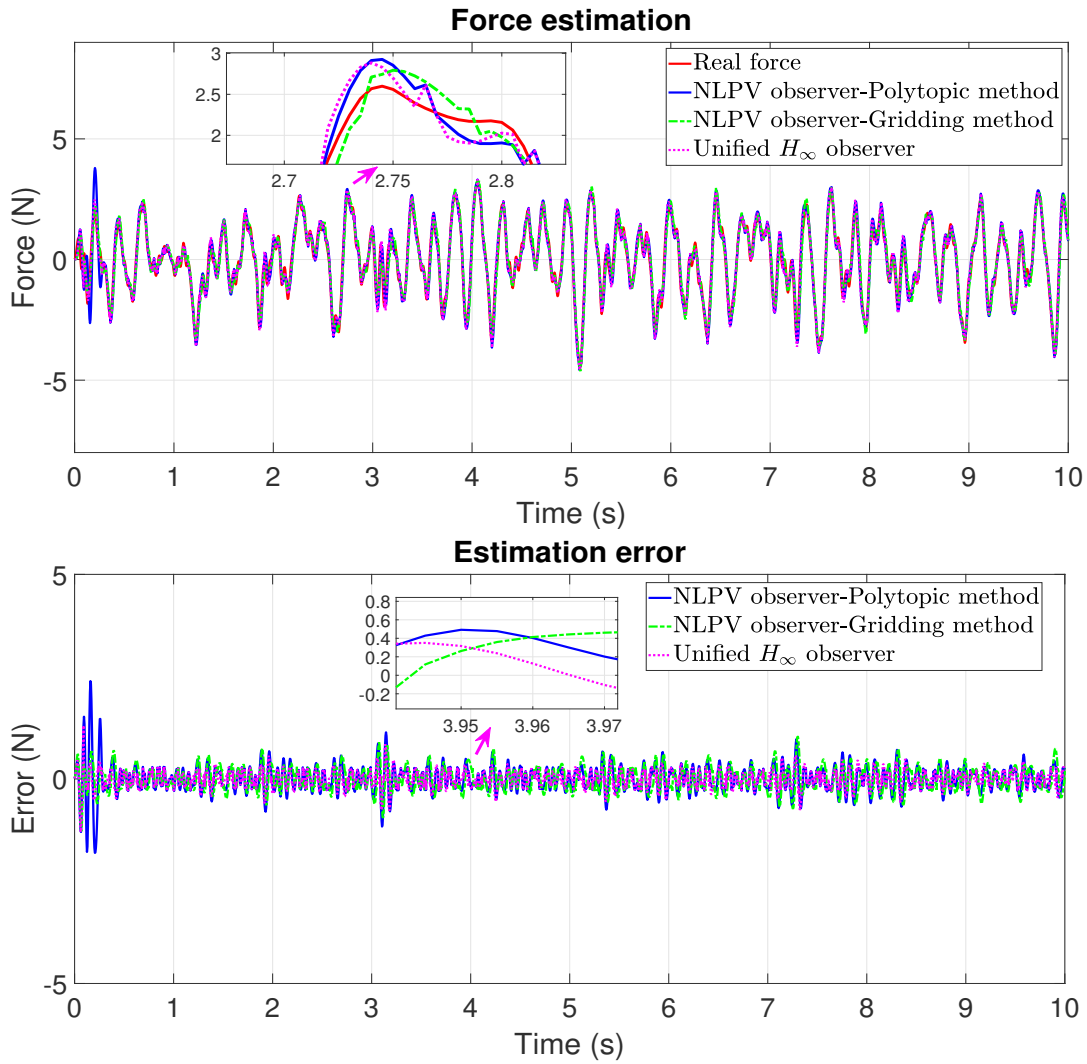 Force estimation
Real force
NLPV observer-Polytopic method
NLPV observer-Gridding method
Unified H∞ observer
3
2.5
2
2.7
2.75
2.8
5
0
-5
Force (N)
0 1 2 3 4 5 6 7 8 9 10
Time (s)
Estimation error
NLPV observer-Polytopic method
NLPV observer-Gridding method
Unified H∞ observer
0.8
0.6
0.4
0.2
0
-0.2
3.95
3.96
3.97
5
0
-5
Error (N)
0 1 2 3 4 5 6 7 8 9 10
Time (s)